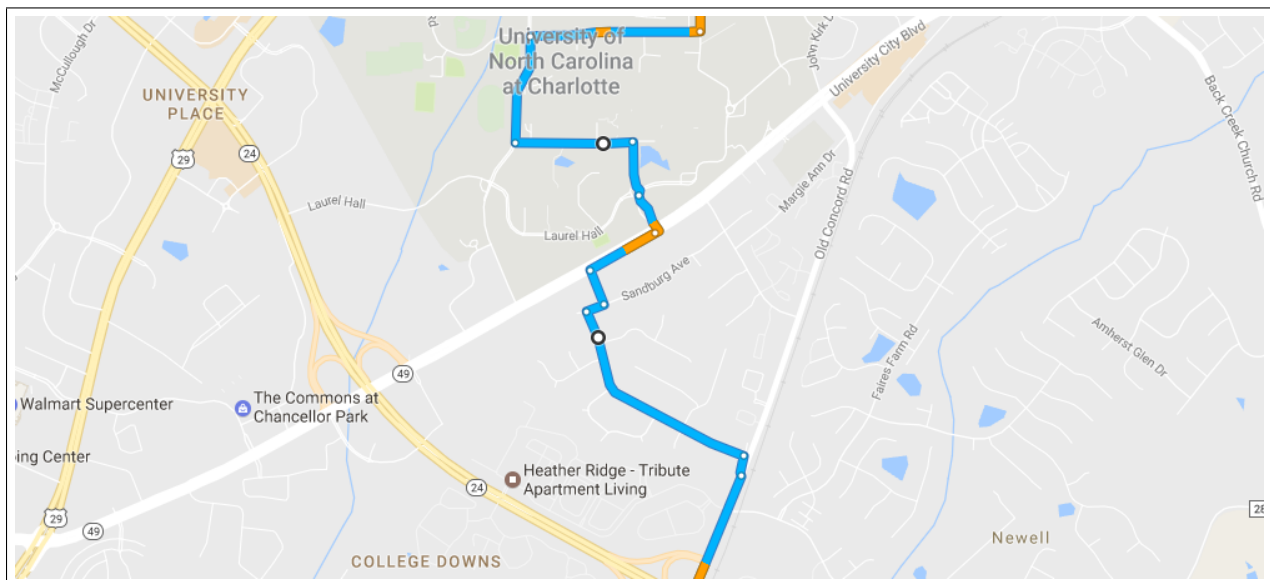 McCullough Dr
Rd
University of
North Carolina
at Charlotte
John Kirk
University City Blvd
UNIVERSITY
PLACE
29
24
Back Creek Church Rd
Margie Ann Dr
Laurel Hall
Laurel Hall
Old Concord Rd
Sandburg Ave
Amherst Glen Dr
Faires Farm Rd
49
Walmart Supercenter
The Commons at
Chancellor Park
ping Center
Heather Ridge - Tribute
Apartment Living
24
29
49
28
Newell
COLLEGE DOWNS